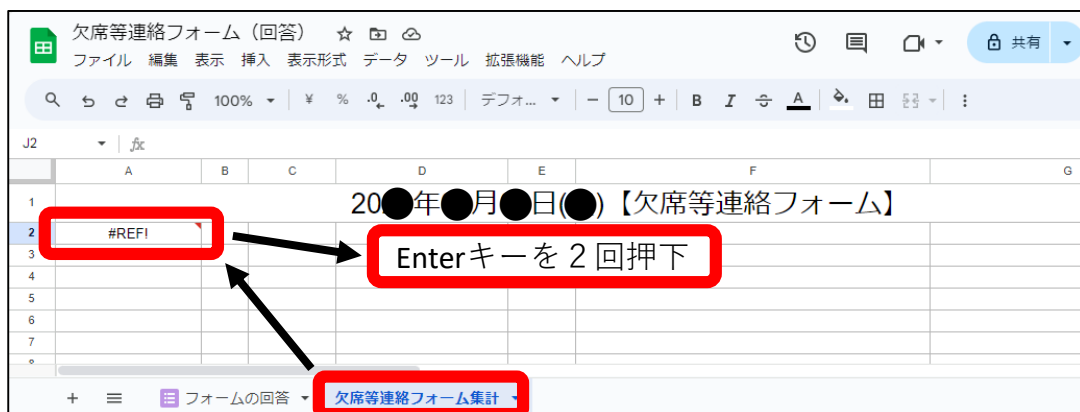 欠席等連絡フォーム（回答）
共有
ファイル 編集 表示 挿入 表示形式 データ ツール 拡張機能 ヘルプ
100% ¥ % .0 .00 123 デフォ... − 10 + B I A
J2 fx
A B C D E F G
1 20●年●月●日(●)【欠席等連絡フォーム】
2 #REF!
Enterキーを２回押下
3
4
5
6
7
8
+ フォームの回答 欠席等連絡フォーム集計